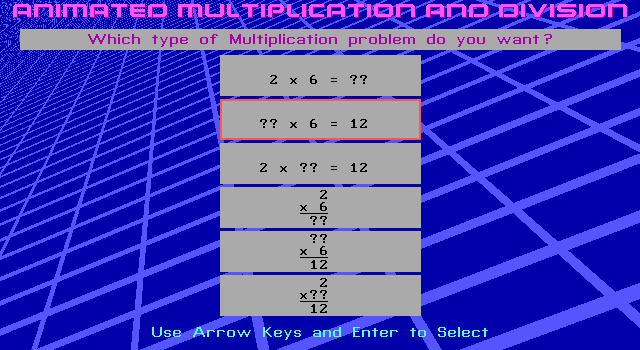 ANIMATED MULTIPLICATION AND DIVISION
Which type of Multiplication problem do you want?
2 x 6 = ??
?? x 6 = 12
2 x ?? = 12
2
x 6
??
??
x 6
12
2
x??
12
Use Arrow Keys and Enter to Select